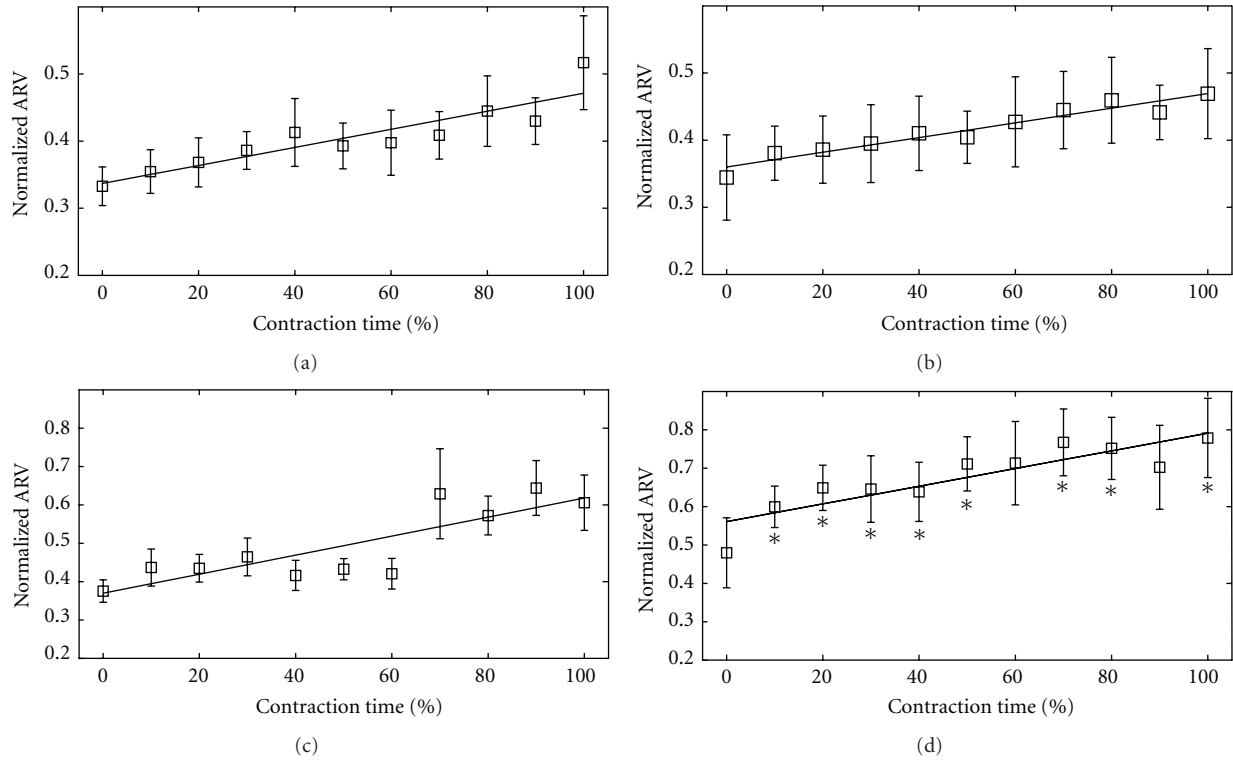 0.5
0.4
0.3
0.2
Normalized ARV
0 20 40 60 80 100
Contraction time (%)
(a)
0.5
0.4
0.3
0.2
Normalized ARV
0 20 40 60 80 100
Contraction time (%)
(b)
0.8
0.7
0.6
0.5
0.4
0.3
0.2
Normalized ARV
0 20 40 60 80 100
Contraction time (%)
(c)
0.8
0.7
0.6
0.5
0.4
0.3
0.2
Normalized ARV
* * * * * * * *
0 20 40 60 80 100
Contraction time (%)
(d)